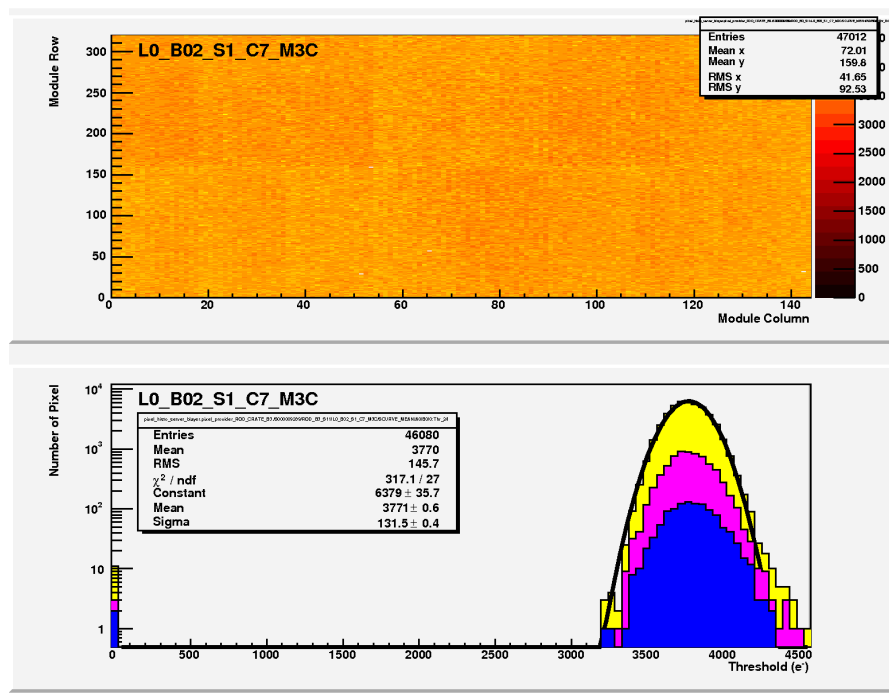 L0_B02_S1_C7_M3C
Entries 47012
Mean x 72.01
Mean y 159.8
RMS x 41.65
RMS y 92.53
Module Row
300
250
200
150
100
50
0
0 20 40 60 80 100 120 140
Module Column
3000
2500
2000
1500
1000
500
0
L0_B02_S1_C7_M3C
Entries 46080
Mean 3770
RMS 145.7
χ² / ndf 317.1 / 27
Constant 6379 ± 35.7
Mean 3771 ± 0.6
Sigma 131.5 ± 0.4
Number of Pixel
10⁴
10³
10²
10
1
0 500 1000 1500 2000 2500 3000 3500 4000 4500
Threshold (e⁻)